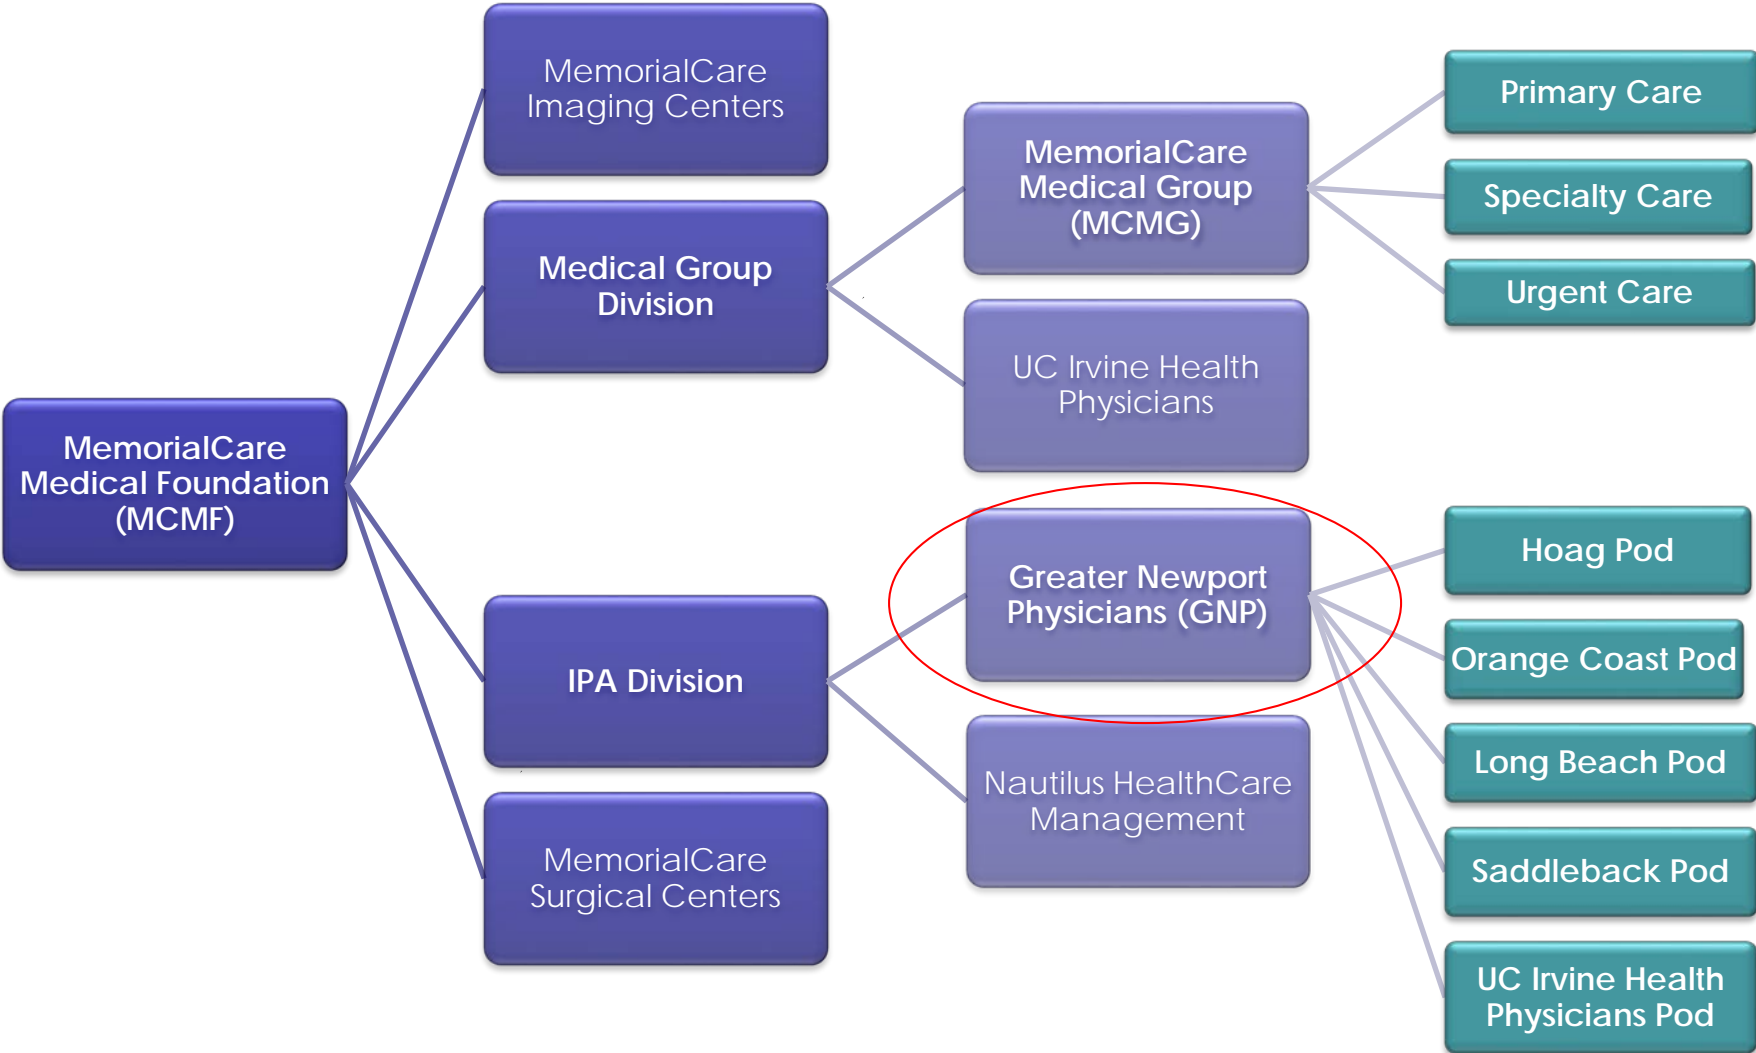 MemorialCare
Medical Foundation
(MCMF)
MemorialCare
Imaging Centers
Medical Group
Division
IPA Division
MemorialCare
Surgical Centers
MemorialCare
Medical Group
(MCMG)
UC Irvine Health
Physicians
Greater Newport
Physicians (GNP)
Nautilus HealthCare
Management
Primary Care
Specialty Care
Urgent Care
Hoag Pod
Orange Coast Pod
Long Beach Pod
Saddleback Pod
UC Irvine Health
Physicians Pod